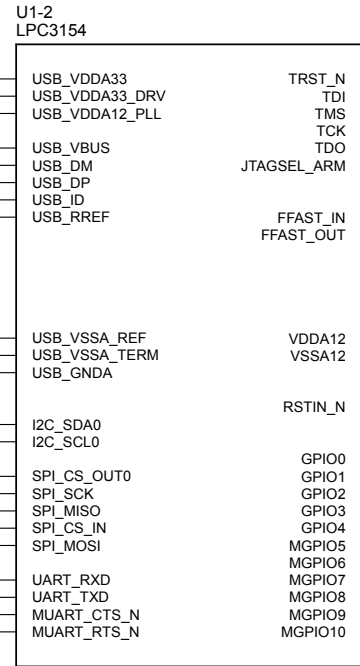 U1-2
LPC3154
USB_VDDA33
USB_VDDA33_DRV
USB_VDDA12_PLL
USB_VBUS
USB_DM
USB_DP
USB_ID
USB_RREF
USB_VSSA_REF
USB_VSSA_TERM
USB_GNDA
I2C_SDA0
I2C_SCL0
SPI_CS_OUT0
SPI_SCK
SPI_MISO
SPI_CS_IN
SPI_MOSI
UART_RXD
UART_TXD
MUART_CTS_N
MUART_RTS_N
TRST_N
TDI
TMS
TCK
TDO
JTAGSEL_ARM
FFAST_IN
FFAST_OUT
VDDA12
VSSA12
RSTIN_N
GPIO0
GPIO1
GPIO2
GPIO3
GPIO4
MGPIO5
MGPIO6
MGPIO7
MGPIO8
MGPIO9
MGPIO10